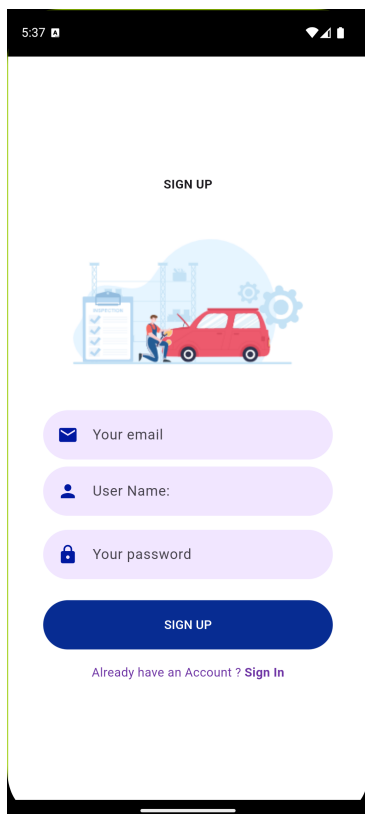 5:37
SIGN UP
INSPECTION
Your email
User Name:
Your password
SIGN UP
Already have an Account ? Sign In